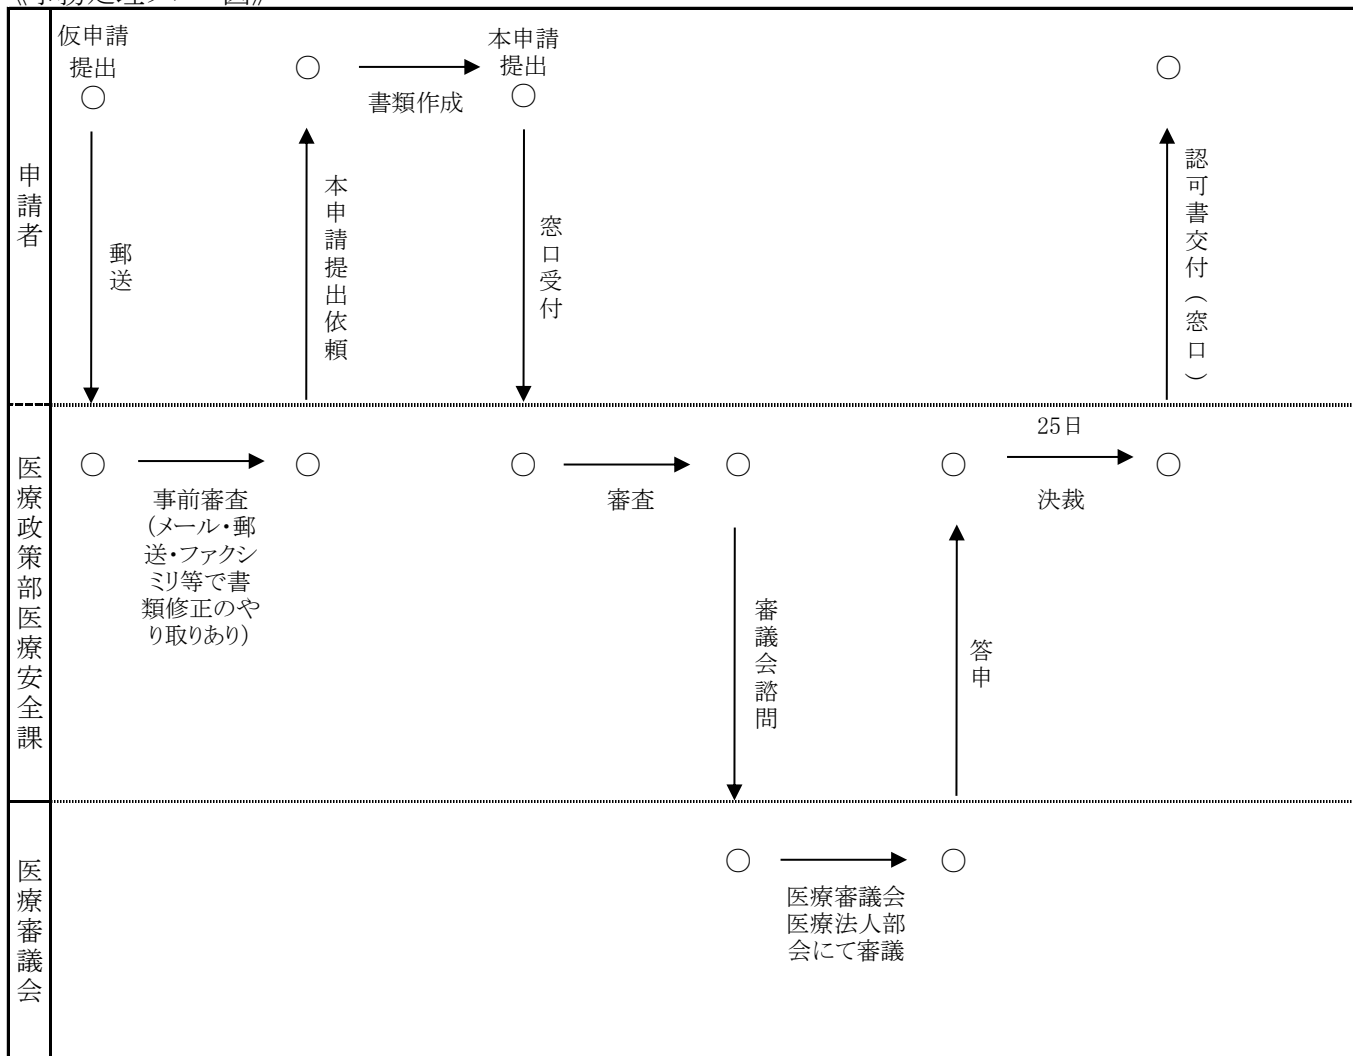 仮申請
提出
本申請
提出
書類作成
申請者
郵送
本申請提出依頼
窓口受付
認可書交付(窓口)
医療政策部医療安全課
事前審査
(メール・郵
送・ファクシ
ミリ等で書
類修正のや
り取りあり)
審査
25日
決裁
審議会諮問
答申
医療審議会
医療審議会
医療法人部
会にて審議